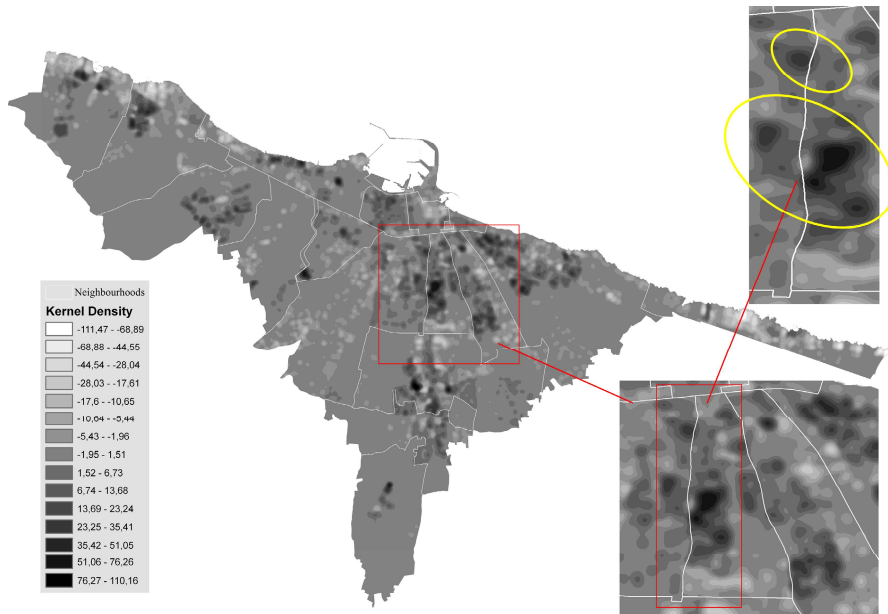 Neighbourhoods
Kernel Density
-111,47 - -68,89
-68,88 - -44,55
-44,54 - -28,04
-28,03 - -17,61
-17,6 - -10,65
-10,64 - -5,44
-5,43 - -1,96
-1,95 - 1,51
1,52 - 6,73
6,74 - 13,68
13,69 - 23,24
23,25 - 35,41
35,42 - 51,05
51,06 - 76,26
76,27 - 110,16